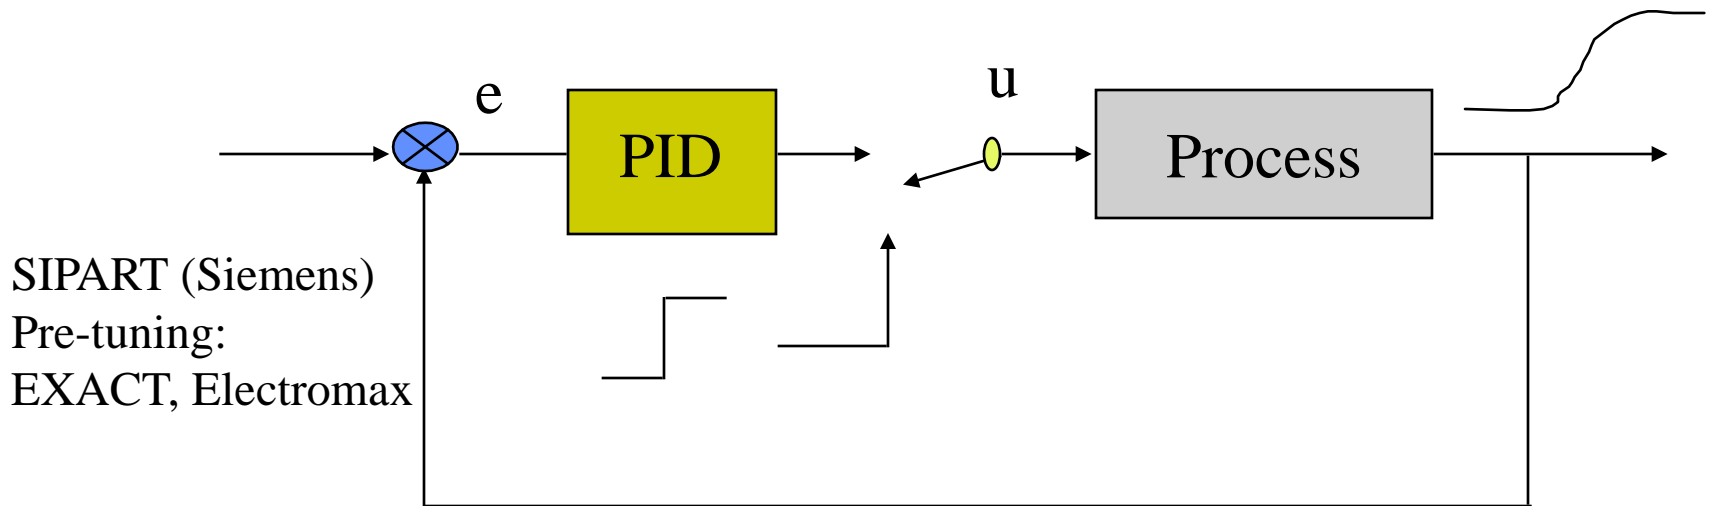 e
u
PID
Process
SIPART (Siemens)
Pre-tuning:
EXACT, Electromax